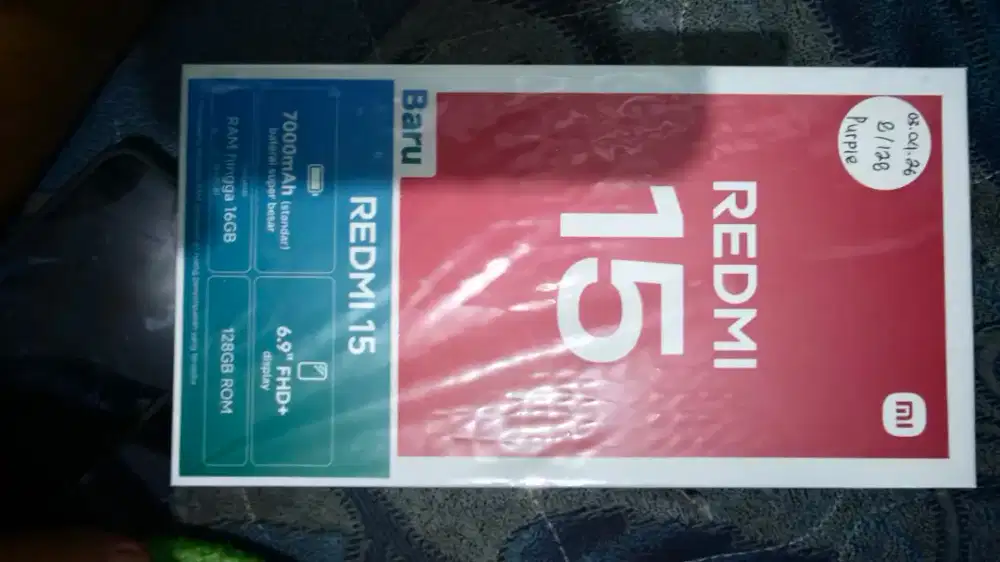 03.04.26
8/128
Purple
mi
REDMI
15
Baru
REDMI 15
7000mAh (standar)
baterai super besar
6.9" FHD+
display
RAM hingga 16GB
128GB ROM